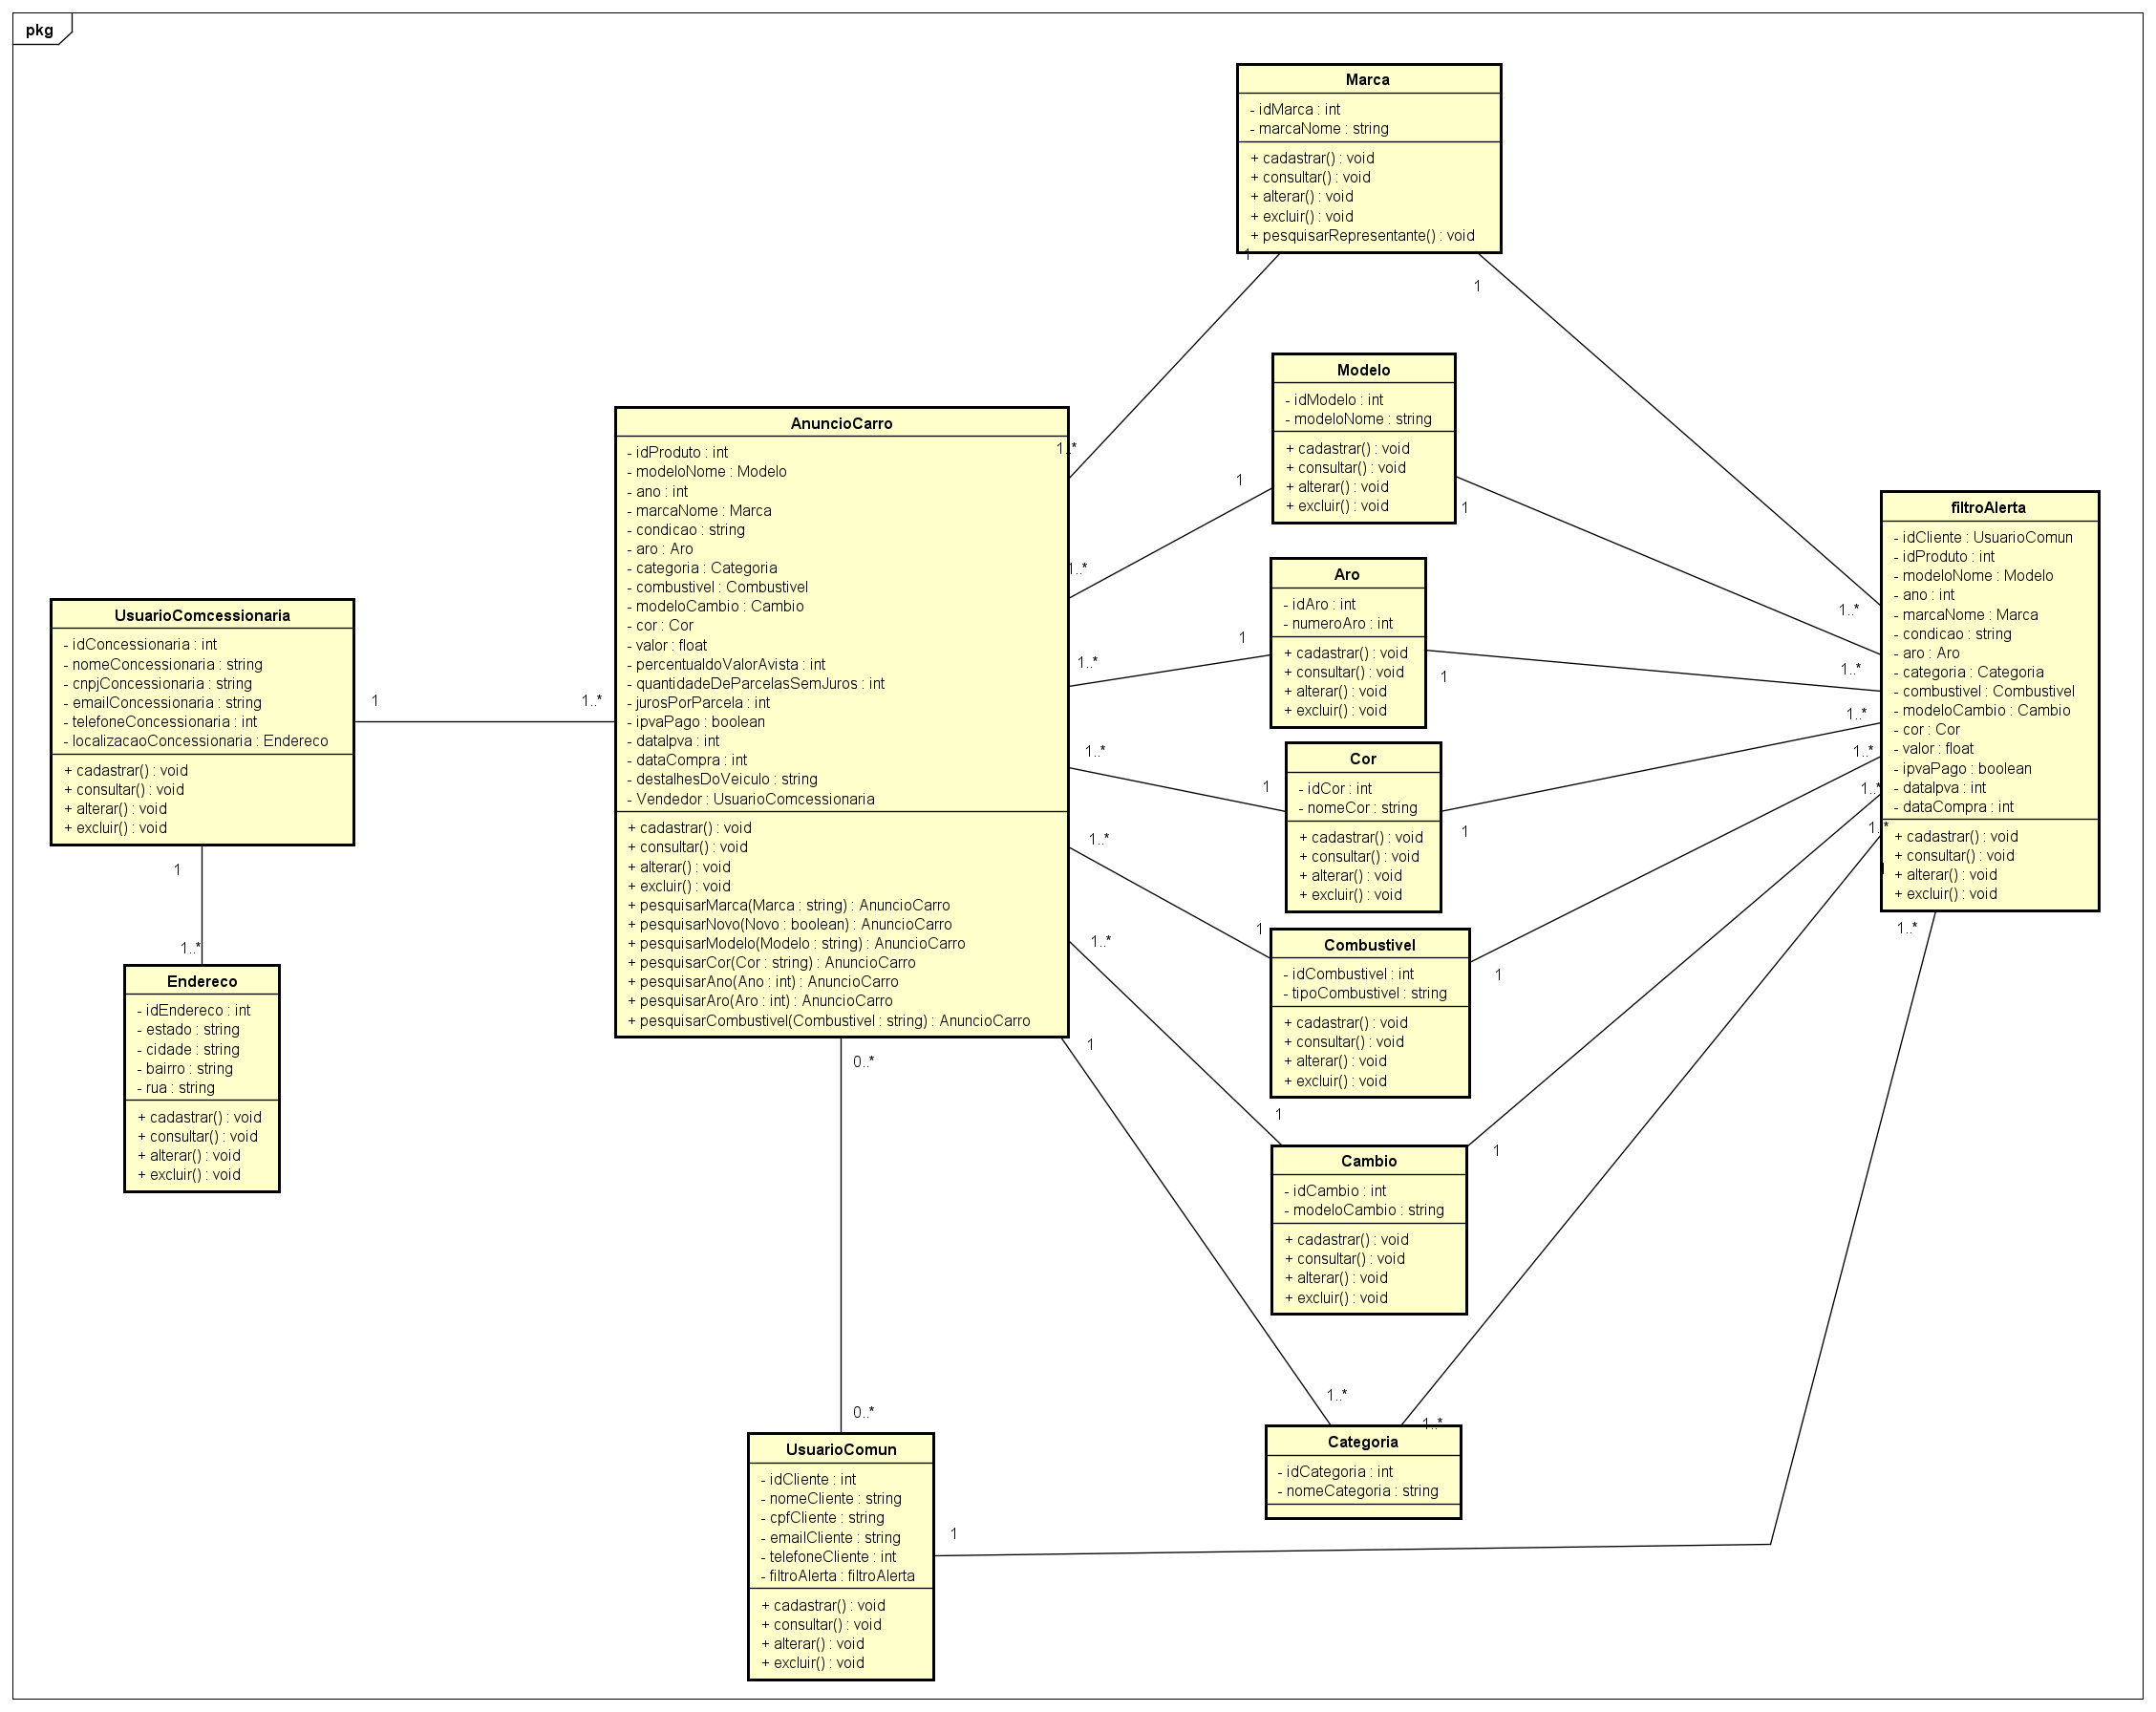 pkg
Marca
- idMarca : int
- marcaNome : string
+ cadastrar() : void
+ consultar() : void
+ alterar() : void
+ excluir() : void
+ pesquisarRepresentante() : void
1
1
1..*
1
1..*
1
1..*
1
1..*
1
1..*
1
1..*
1
1
1..*
Modelo
- idModelo : int
- modeloNome : string
+ cadastrar() : void
+ consultar() : void
+ alterar() : void
+ excluir() : void
1
1..*
AnuncioCarro
- idProduto : int
- modeloNome : Modelo
- ano : int
- marcaNome : Marca
- condicao : string
- aro : Aro
- categoria : Categoria
- combustivel : Combustivel
- modeloCambio : Cambio
- cor : Cor
- valor : float
- percentualdoValorAvista : int
- quantidadeDeParcelasSemJuros : int
- jurosPorParcela : int
- ipvaPago : boolean
- dataIpva : int
- dataCompra : int
- destalhesDoVeiculo : string
- Vendedor : UsuarioComcessionaria
+ cadastrar() : void
+ consultar() : void
+ alterar() : void
+ excluir() : void
+ pesquisarMarca(Marca : string) : AnuncioCarro
+ pesquisarNovo(Novo : boolean) : AnuncioCarro
+ pesquisarModelo(Modelo : string) : AnuncioCarro
+ pesquisarCor(Cor : string) : AnuncioCarro
+ pesquisarAno(Ano : int) : AnuncioCarro
+ pesquisarAro(Aro : int) : AnuncioCarro
+ pesquisarCombustivel(Combustivel : string) : AnuncioCarro
filtroAlerta
- idCliente : UsuarioComun
- idProduto : int
- modeloNome : Modelo
- ano : int
- marcaNome : Marca
- condicao : string
- aro : Aro
- categoria : Categoria
- combustivel : Combustivel
- modeloCambio : Cambio
- cor : Cor
- valor : float
- ipvaPago : boolean
- dataIpva : int
- dataCompra : int
+ cadastrar() : void
+ consultar() : void
+ alterar() : void
+ excluir() : void
Aro
- idAro : int
- numeroAro : int
+ cadastrar() : void
+ consultar() : void
+ alterar() : void
+ excluir() : void
1
1..*
UsuarioComcessionaria
- idConcessionaria : int
- nomeConcessionaria : string
- cnpjConcessionaria : string
- emailConcessionaria : string
- telefoneConcessionaria : int
- localizacaoConcessionaria : Endereco
+ cadastrar() : void
+ consultar() : void
+ alterar() : void
+ excluir() : void
1
1..*
1
1..*
Cor
- idCor : int
- nomeCor : string
+ cadastrar() : void
+ consultar() : void
+ alterar() : void
+ excluir() : void
1
1..*
Combustivel
- idCombustivel : int
- tipoCombustivel : string
+ cadastrar() : void
+ consultar() : void
+ alterar() : void
+ excluir() : void
1
1..*
Endereco
- idEndereco : int
- estado : string
- cidade : string
- bairro : string
- rua : string
+ cadastrar() : void
+ consultar() : void
+ alterar() : void
+ excluir() : void
Cambio
- idCambio : int
- modeloCambio : string
+ cadastrar() : void
+ consultar() : void
+ alterar() : void
+ excluir() : void
1
1..*
1..*
1..*
1..*
0..*
0..*
Categoria
- idCategoria : int
- nomeCategoria : string
UsuarioComun
- idCliente : int
- nomeCliente : string
- cpfCliente : string
- emailCliente : string
- telefoneCliente : int
- filtroAlerta : filtroAlerta
+ cadastrar() : void
+ consultar() : void
+ alterar() : void
+ excluir() : void
1